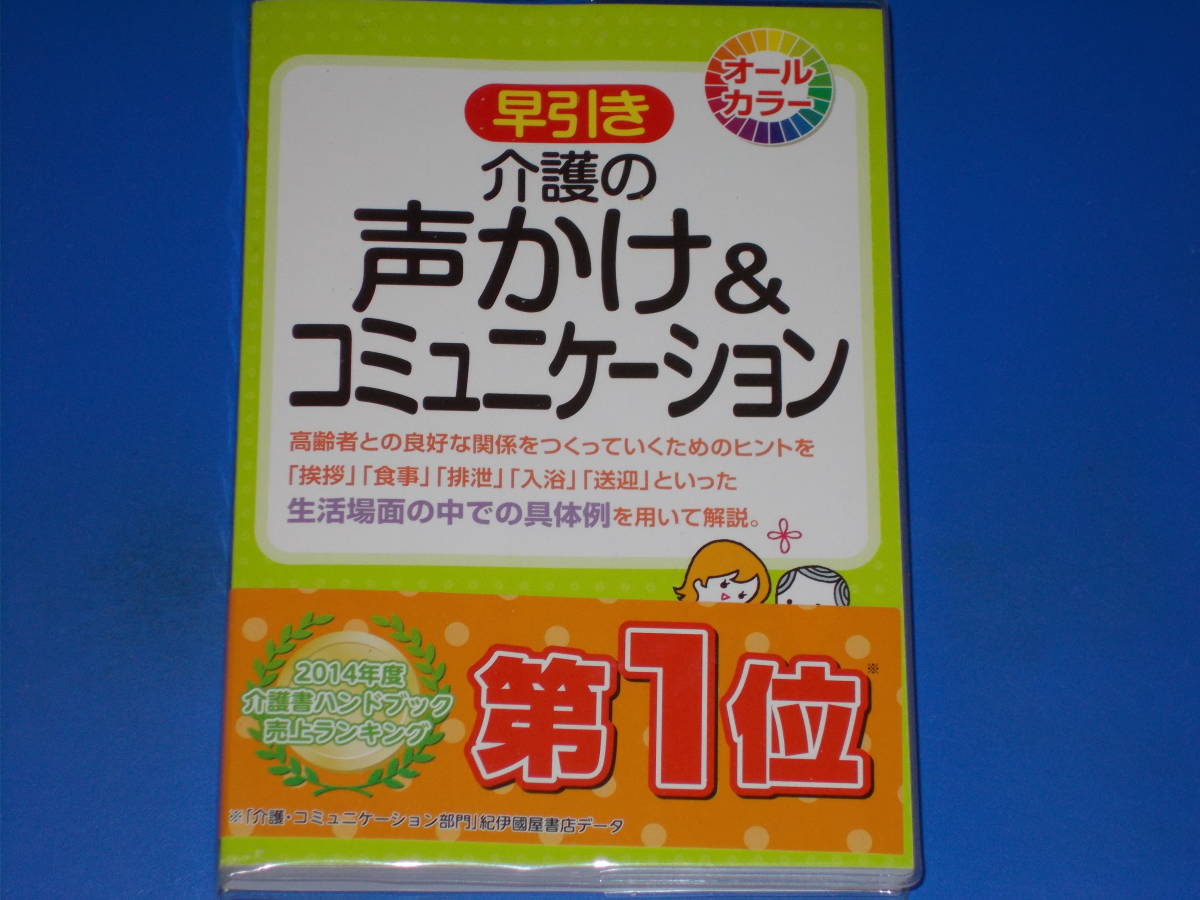 オール
カラー
早引き
介護の
声かけ&
コミュニケーション
高齢者との良好な関係をつくっていくためのヒントを
「挨拶」「食事」「排泄」「入浴」「送迎」といった
生活場面の中での具体例を用いて解説。
2014年度
介護書ハンドブック
売上ランキング
第1位※
※「介護・コミュニケーション部門」紀伊國屋書店データ